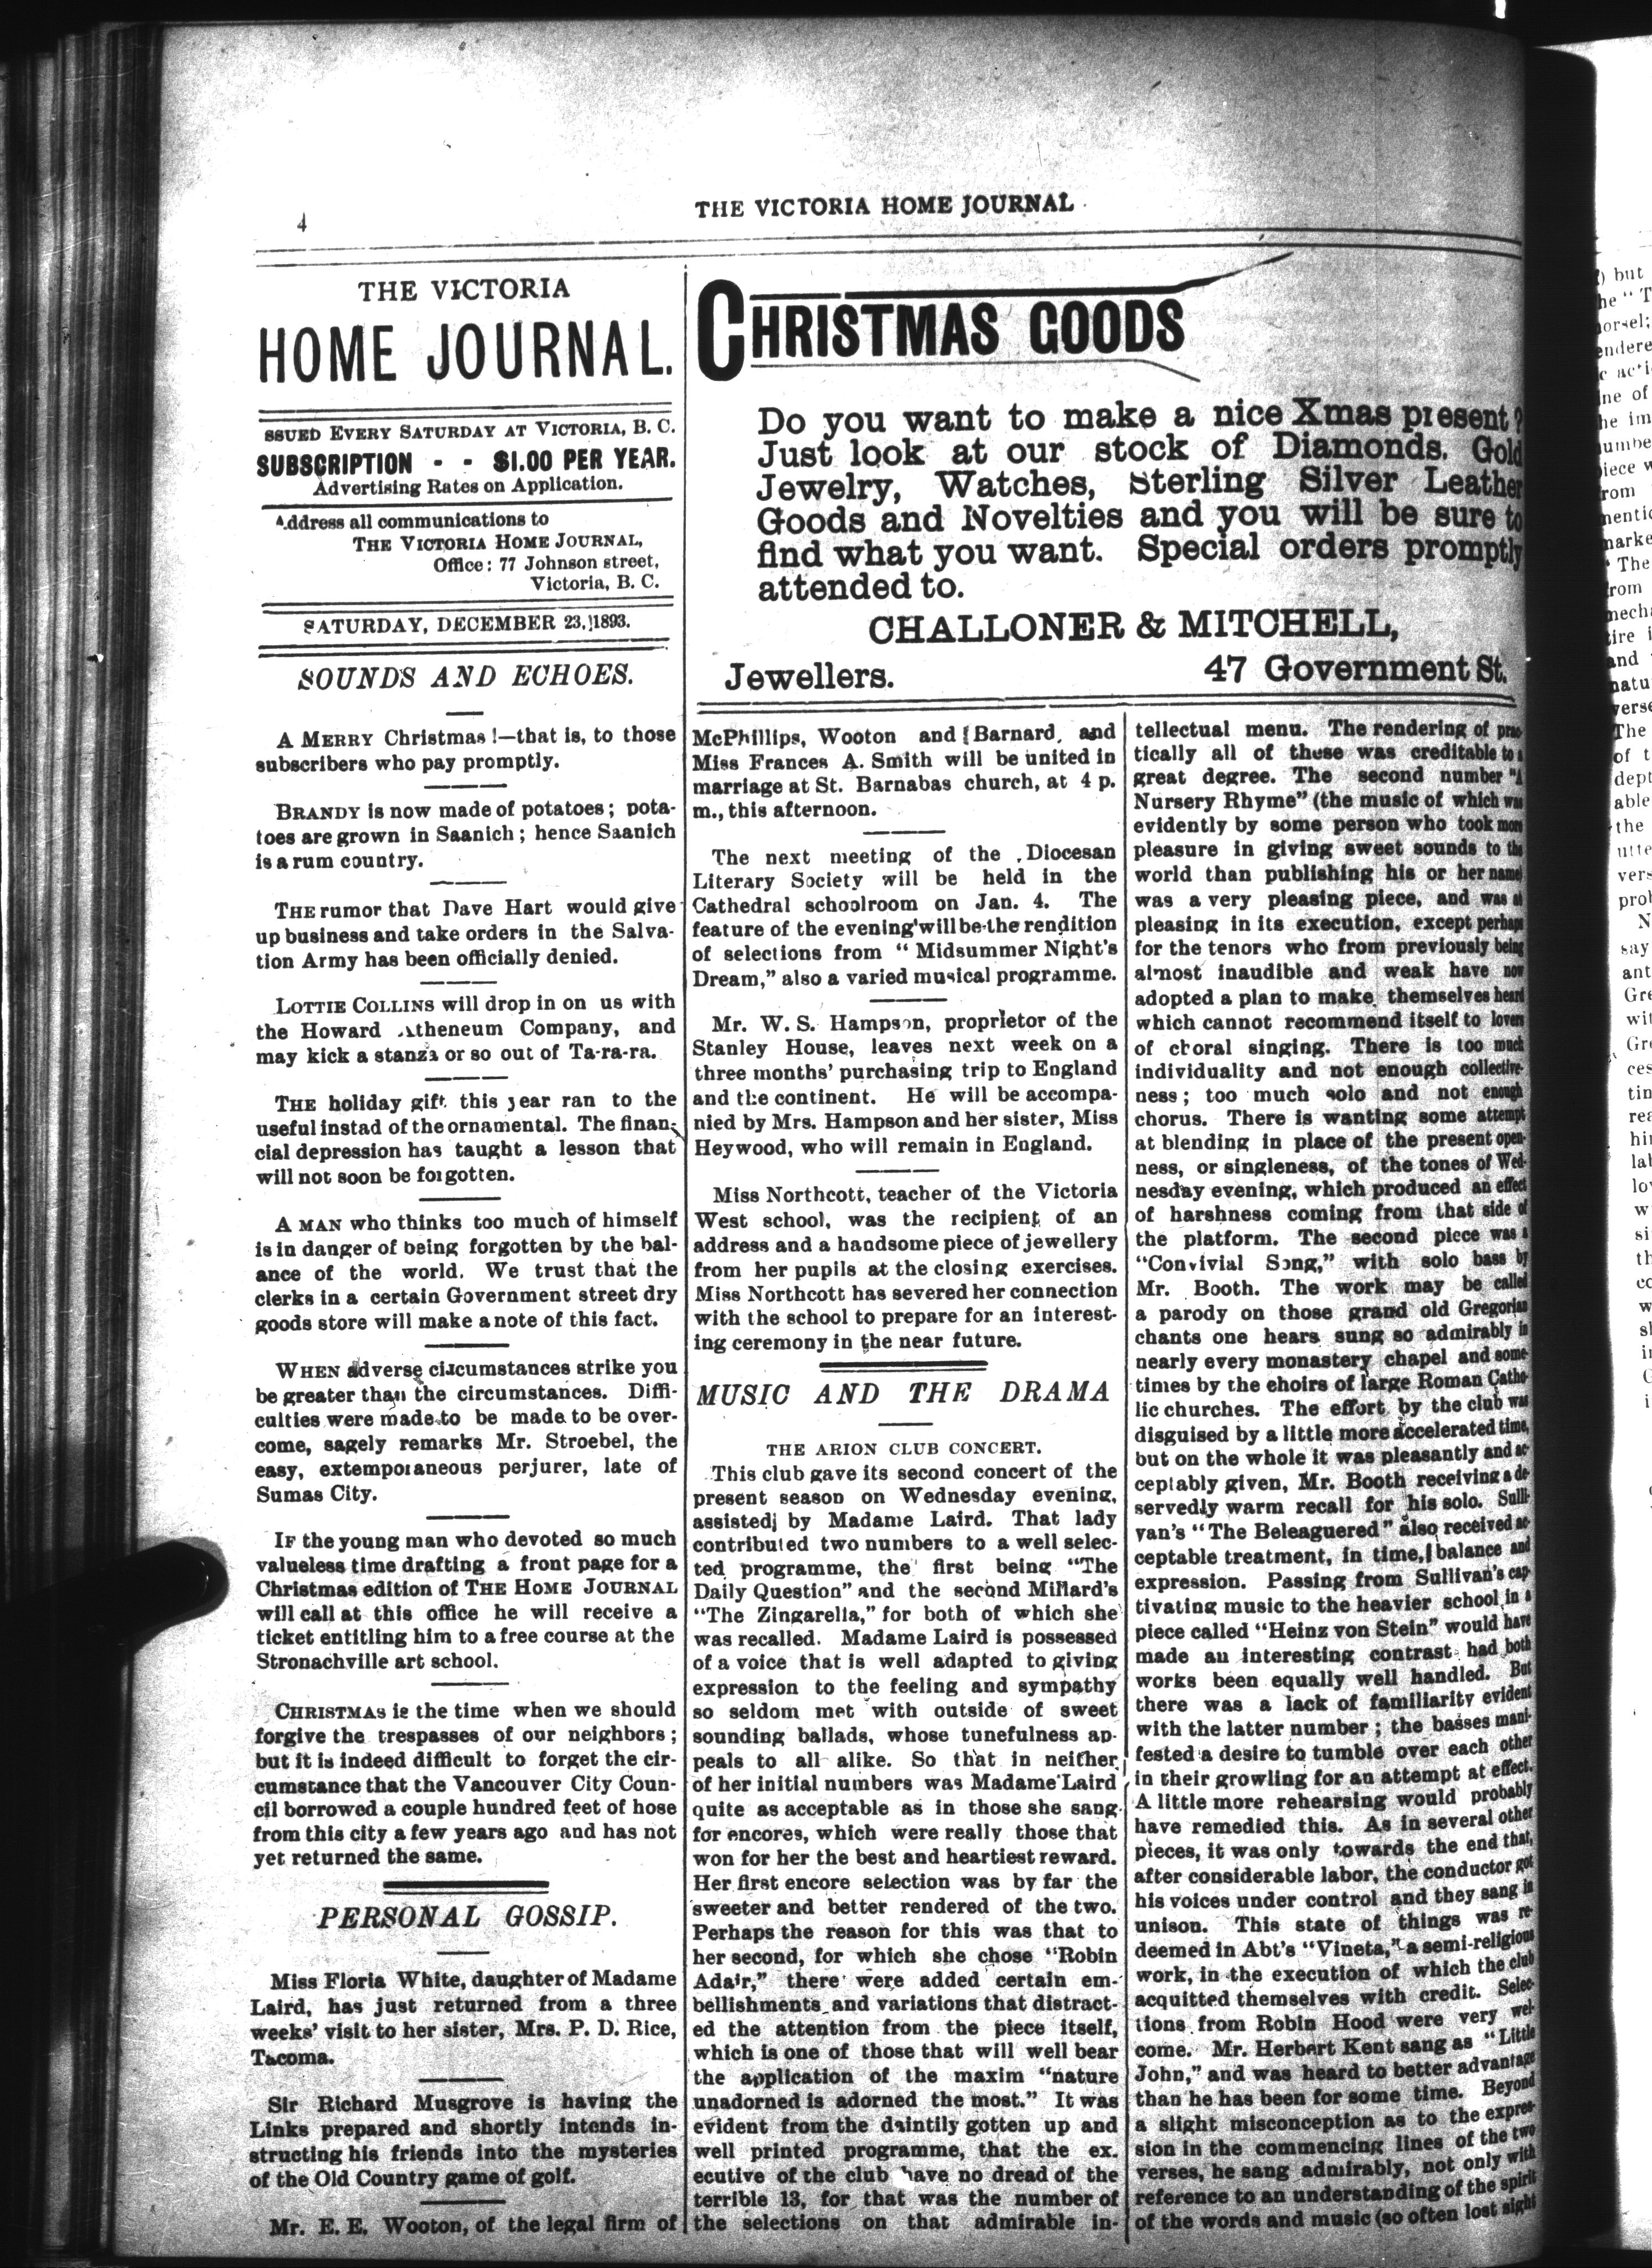 4
THE VICTORIA HOME JOURNAL
THE VICTORIA
HOME JOURNAL.
SSUED EVERY SATURDAY AT VICTORIA, B. C.
SUBSCRIPTION - - $1.00 PER YEAR.
Advertising Rates on Application.
Address all communications to
THE VICTORIA HOME JOURNAL,
Office: 77 Johnson street,
Victoria, B. C.
SATURDAY, DECEMBER 23, 1893.
SOUNDS AND ECHOES.
A MERRY Christmas!—that is, to those
subscribers who pay promptly.
BRANDY is now made of potatoes; pota-
toes are grown in Saanich; hence Saanich
is a rum country.
THE rumor that Dave Hart would give
up business and take orders in the Salva-
tion Army has been officially denied.
LOTTIE COLLINS will drop in on us with
the Howard Atheneum Company, and
may kick a stanza or so out of Ta-ra-ra.
THE holiday gift this year ran to the
useful instad of the ornamental. The finan-
cial depression has taught a lesson that
will not soon be forgotten.
A MAN who thinks too much of himself
is in danger of being forgotten by the bal-
ance of the world. We trust that the
clerks in a certain Government street dry
goods store will make a note of this fact.
WHEN adverse circumstances strike you
be greater than the circumstances. Diffi-
culties were made to be made to be over-
come, sagely remarks Mr. Stroebel, the
easy, extemporaneous perjurer, late of
Sumas City.
IF the young man who devoted so much
valueless time drafting a front page for a
Christmas edition of THE HOME JOURNAL
will call at this office he will receive a
ticket entitling him to a free course at the
Stronachville art school.
CHRISTMAS is the time when we should
forgive the trespasses of our neighbors;
but it is indeed difficult to forget the cir-
cumstance that the Vancouver City Coun-
cil borrowed a couple hundred feet of hose
from this city a few years ago and has not
yet returned the same.
PERSONAL GOSSIP.
Miss Floria White, daughter of Madame
Laird, has just returned from a three
weeks' visit to her sister, Mrs. P. D. Rice,
Tacoma.
Sir Richard Musgrove is having the
Links prepared and shortly intends in-
structing his friends into the mysteries
of the Old Country game of golf.
Mr. E. E. Wooton, of the legal firm of
CHRISTMAS GOODS
Do you want to make a nice Xmas present?
Just look at our stock of Diamonds. Gold
Jewelry, Watches, Sterling Silver Leather
Goods and Novelties and you will be sure to
find what you want. Special orders promptly
attended to.
CHALLONER & MITCHELL,
Jewellers. 47 Government St.
McPhillips, Wooton and Barnard, and
Miss Frances A. Smith will be united in
marriage at St. Barnabas church, at 4 p.
m., this afternoon.
The next meeting of the Diocesan
Literary Society will be held in the
Cathedral schoolroom on Jan. 4. The
feature of the evening will be the rendition
of selections from "Midsummer Night's
Dream," also a varied musical programme.
Mr. W. S. Hampson, proprietor of the
Stanley House, leaves next week on a
three months' purchasing trip to England
and the continent. He will be accompa-
nied by Mrs. Hampson and her sister, Miss
Heywood, who will remain in England.
Miss Northcott, teacher of the Victoria
West school, was the recipient of an
address and a handsome piece of jewellery
from her pupils at the closing exercises.
Miss Northcott has severed her connection
with the school to prepare for an interest-
ing ceremony in the near future.
MUSIC AND THE DRAMA
THE ARION CLUB CONCERT.
This club gave its second concert of the
present season on Wednesday evening,
assisted by Madame Laird. That lady
contributed two numbers to a well selec-
ted programme, the first being "The
Daily Question" and the second Millard's
"The Zingarella," for both of which she
was recalled. Madame Laird is possessed
of a voice that is well adapted to giving
expression to the feeling and sympathy
so seldom met with outside of sweet
sounding ballads, whose tunefulness ap-
peals to all alike. So that in neither
of her initial numbers was Madame Laird
quite as acceptable as in those she sang
for encores, which were really those that
won for her the best and heartiest reward.
Her first encore selection was by far the
sweeter and better rendered of the two.
Perhaps the reason for this was that to
her second, for which she chose "Robin
Adair," there were added certain em-
bellishments and variations that distract-
ed the attention from the piece itself,
which is one of those that will well bear
the application of the maxim "nature
unadorned is adorned the most." It was
evident from the daintily gotten up and
well printed programme, that the ex.
ecutive of the club have no dread of the
terrible 13, for that was the number of
the selections on that admirable in-
tellectual menu. The rendering of prac-
tically all of these was creditable to a
great degree. The second number "A
Nursery Rhyme" (the music of which was
evidently by some person who took more
pleasure in giving sweet sounds to the
world than publishing his or her name)
was a very pleasing piece, and was as
pleasing in its execution, except perhaps
for the tenors who from previously being
almost inaudible and weak have now
adopted a plan to make themselves heard
which cannot recommend itself to lovers
of choral singing. There is too much
individuality and not enough collective-
ness; too much solo and not enough
chorus. There is wanting some attempt
at blending in place of the present open-
ness, or singleness, of the tones of Wed-
nesday evening, which produced an effect
of harshness coming from that side of
the platform. The second piece was a
"Convivial Song," with solo bass by
Mr. Booth. The work may be called
a parody on those grand old Gregorian
chants one hears sung so admirably in
nearly every monastery chapel and some-
times by the choirs of large Roman Catho-
lic churches. The effort by the club was
disguised by a little more accelerated time,
but on the whole it was pleasantly and ac-
ceptably given, Mr. Booth receiving a de-
servedly warm recall for his solo. Sulli-
van's "The Beleaguered" also received ac-
ceptable treatment, in time, balance and
expression. Passing from Sullivan's cap-
tivating music to the heavier school in a
piece called "Heinz von Stein" would have
made an interesting contrast had both
works been equally well handled. But
there was a lack of familiarity evident
with the latter number; the basses mani-
fested a desire to tumble over each other
in their growling for an attempt at effect.
A little more rehearsing would probably
have remedied this. As in several other
pieces, it was only towards the end that,
after considerable labor, the conductor got
his voices under control and they sang in
unison. This state of things was re-
deemed in Abt's "Vineta," a semi-religious
work, in the execution of which the club
acquitted themselves with credit. Selec-
tions from Robin Hood were very wel-
come. Mr. Herbert Kent sang as "Little
John," and was heard to better advantage
than he has been for some time. Beyond
a slight misconception as to the expres-
sion in the commencing lines of the two
verses, he sang admirably, not only with
reference to an understanding of the spirit
of the words and music (so often lost sight